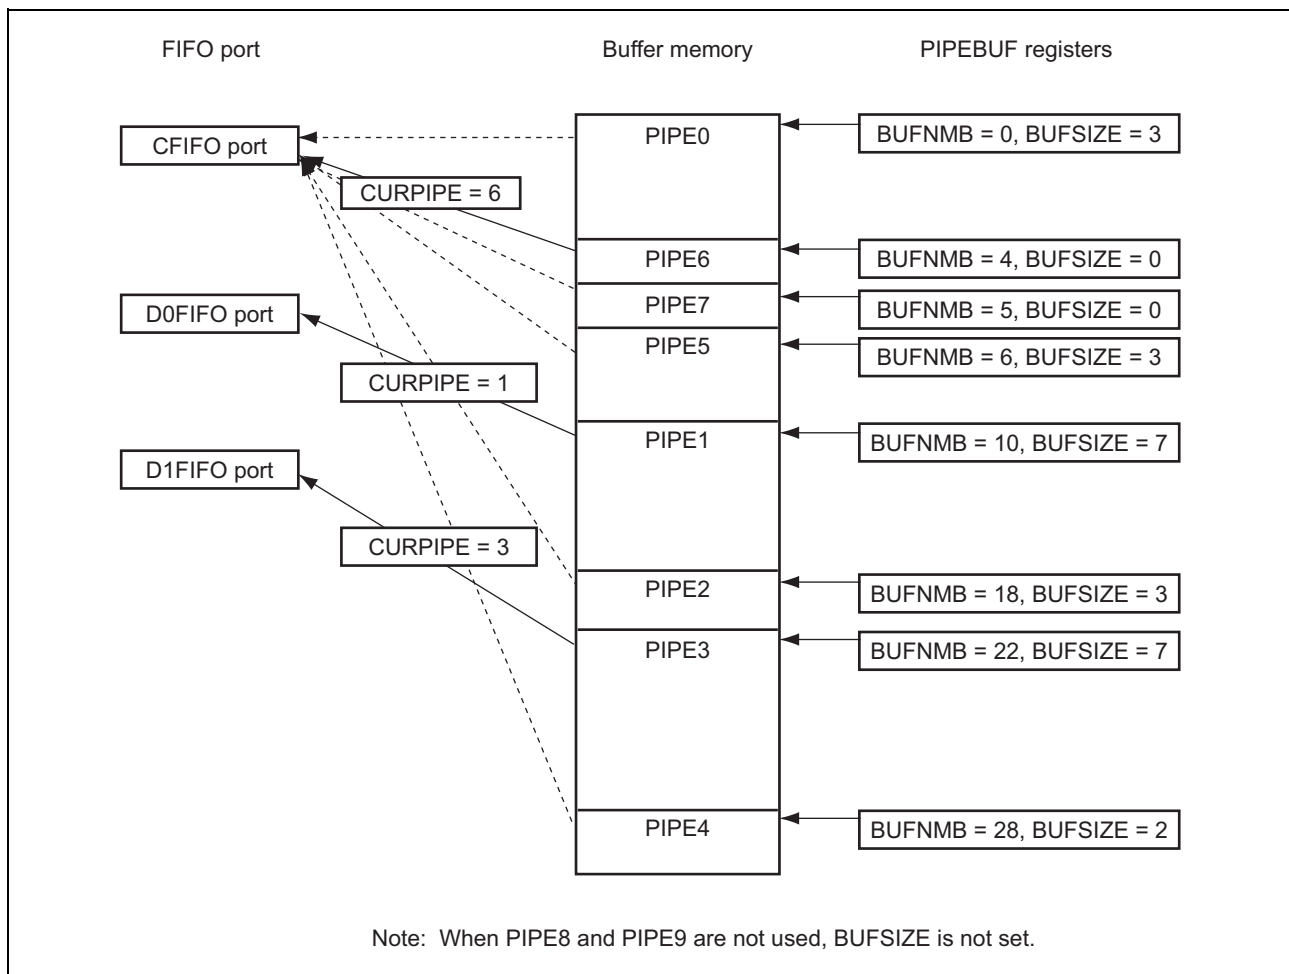 FIFO port Buffer memory PIPEBUF registers
CFIFO port PIPE0 BUFNMB = 0, BUFSIZE = 3
CURPIPE = 6
PIPE6 BUFNMB = 4, BUFSIZE = 0
D0FIFO port PIPE7 BUFNMB = 5, BUFSIZE = 0
PIPE5 BUFNMB = 6, BUFSIZE = 3
CURPIPE = 1
PIPE1 BUFNMB = 10, BUFSIZE = 7
D1FIFO port
CURPIPE = 3
PIPE2 BUFNMB = 18, BUFSIZE = 3
PIPE3 BUFNMB = 22, BUFSIZE = 7
PIPE4 BUFNMB = 28, BUFSIZE = 2
Note: When PIPE8 and PIPE9 are not used, BUFSIZE is not set.